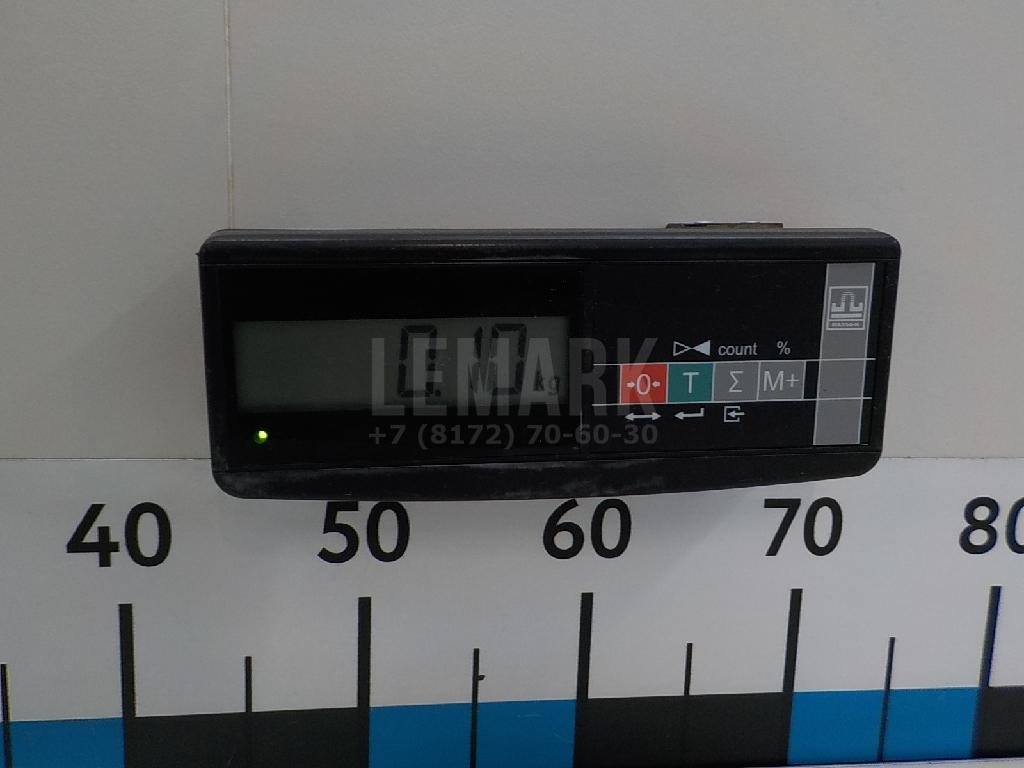 count %
0.10 kg
→0← T Σ M+
LEMARK
+7 (8172) 70-60-30
40 50 60 70 80